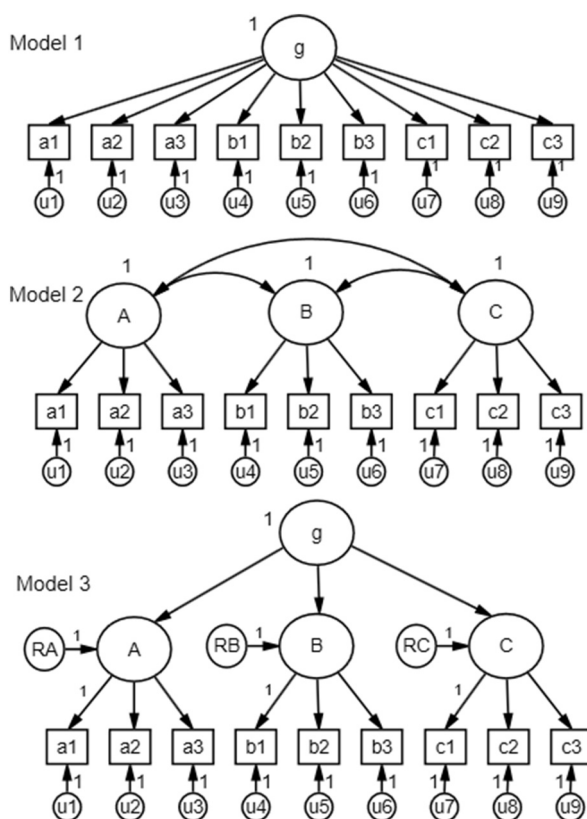 1
Model 1 g
a1 a2 a3 b1 b2 b3 c1 c2 c3
1 1 1 1 1 1 1 1 1
u1 u2 u3 u4 u5 u6 u7 u8 u9
1 1 1
Model 2
A B C
a1 a2 a3 b1 b2 b3 c1 c2 c3
1 1 1 1 1 1 1 1 1
u1 u2 u3 u4 u5 u6 u7 u8 u9
1 g
Model 3
RA 1 A RB 1 B RC 1 C
1 1 1
a1 a2 a3 b1 b2 b3 c1 c2 c3
1 1 1 1 1 1 1 1 1
u1 u2 u3 u4 u5 u6 u7 u8 u9